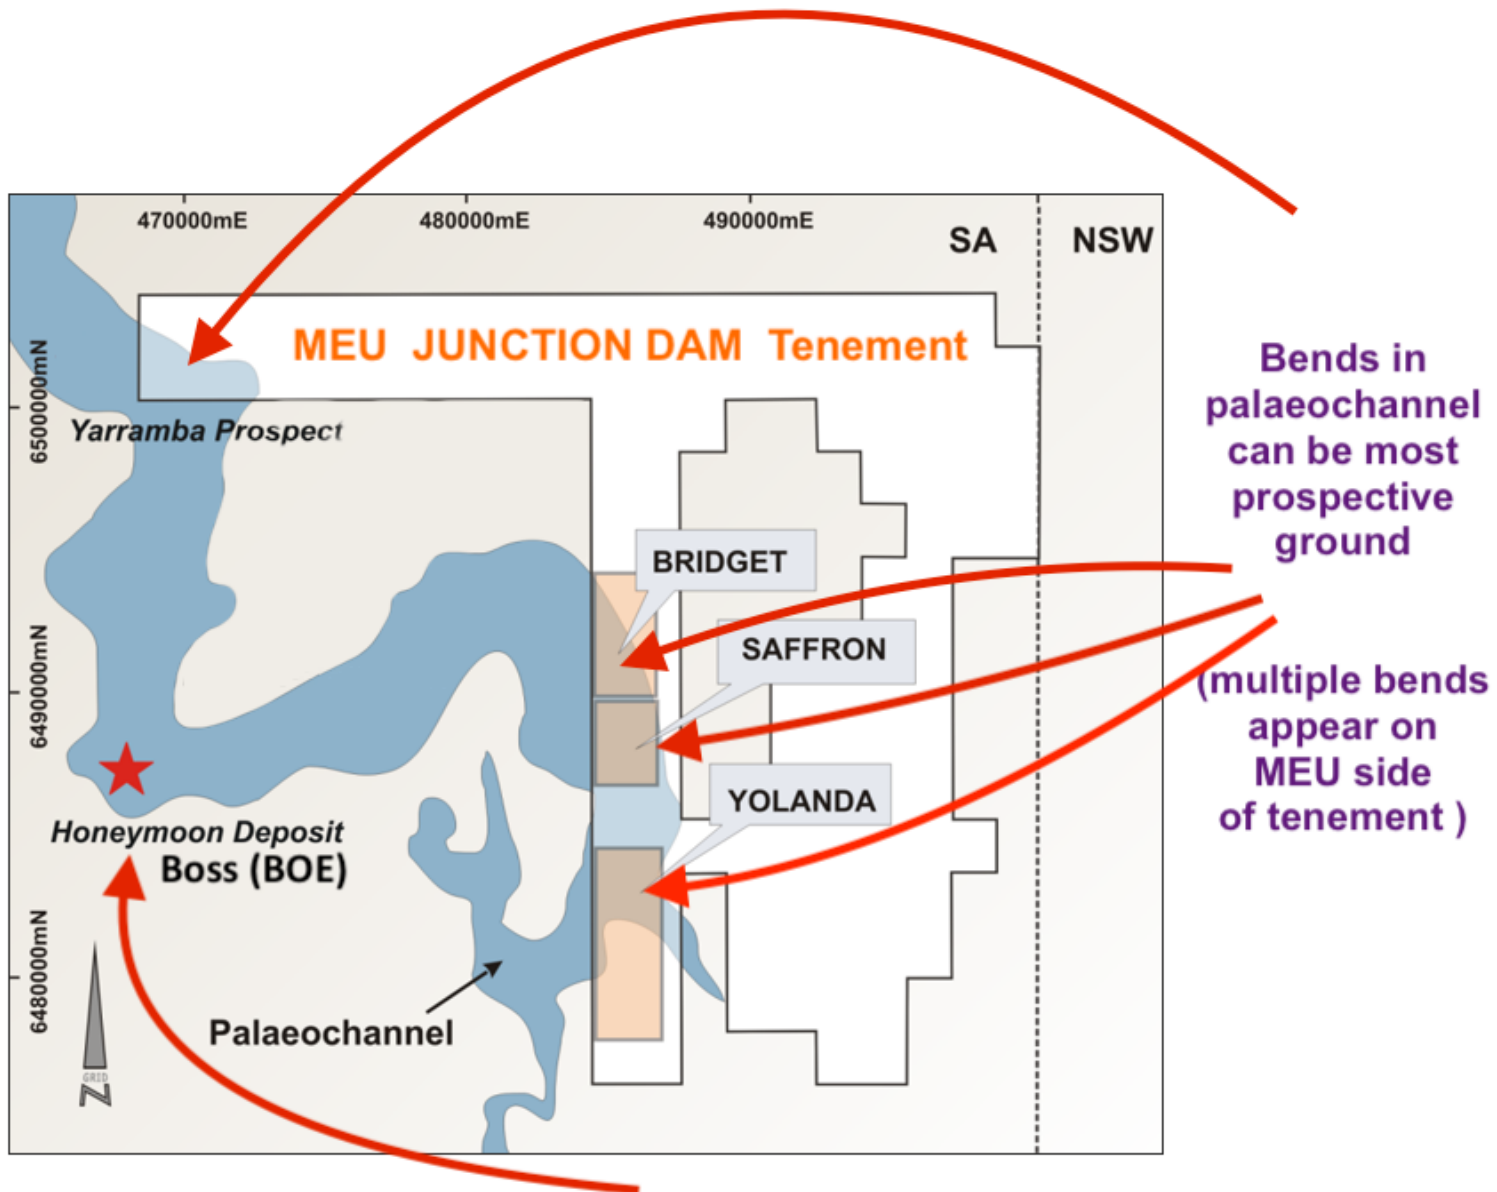 470000mE
480000mE
490000mE
SA
NSW
MEU JUNCTION DAM Tenement
6500000mN
Yarramba Prospect
BRIDGET
SAFFRON
6490000mN
YOLANDA
Honeymoon Deposit
Boss (BOE)
6480000mN
Palaeochannel
GRID
N
Bends in
palaeochannel
can be most
prospective
ground
(multiple bends
appear on
MEU side
of tenement )